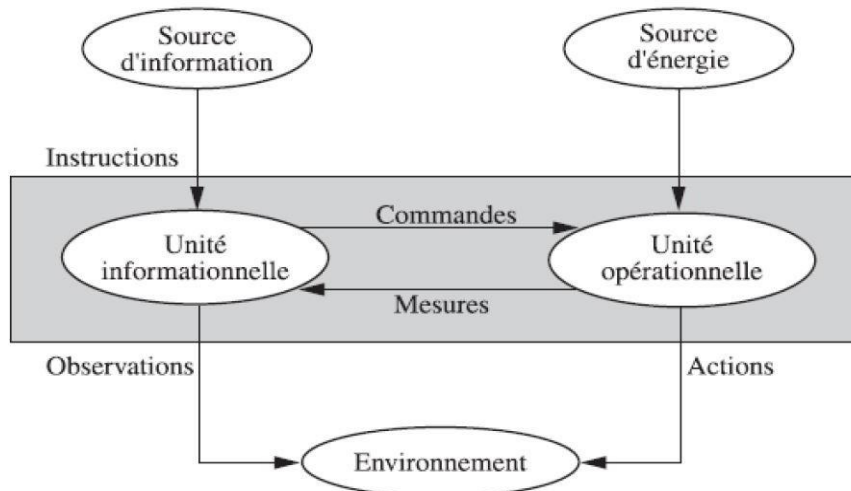 Source
d'information
Source
d'énergie
Instructions
Commandes
Unité
informationnelle
Unité
opérationnelle
Mesures
Observations
Actions
Environnement